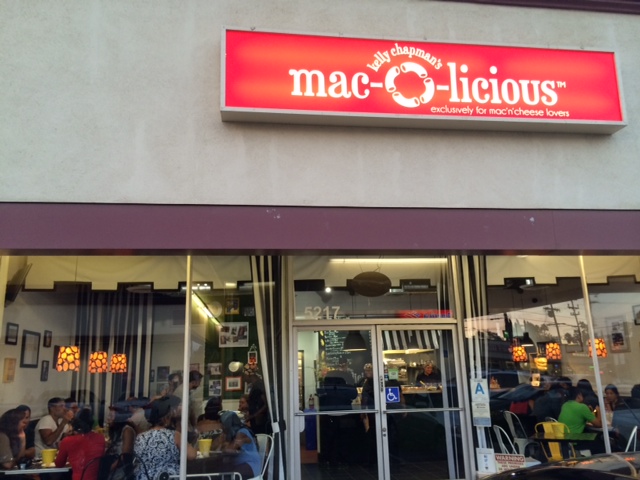 kelly chapman's
mac-O-licious™
exclusively for mac'n'cheese lovers
5217
A
WARNING